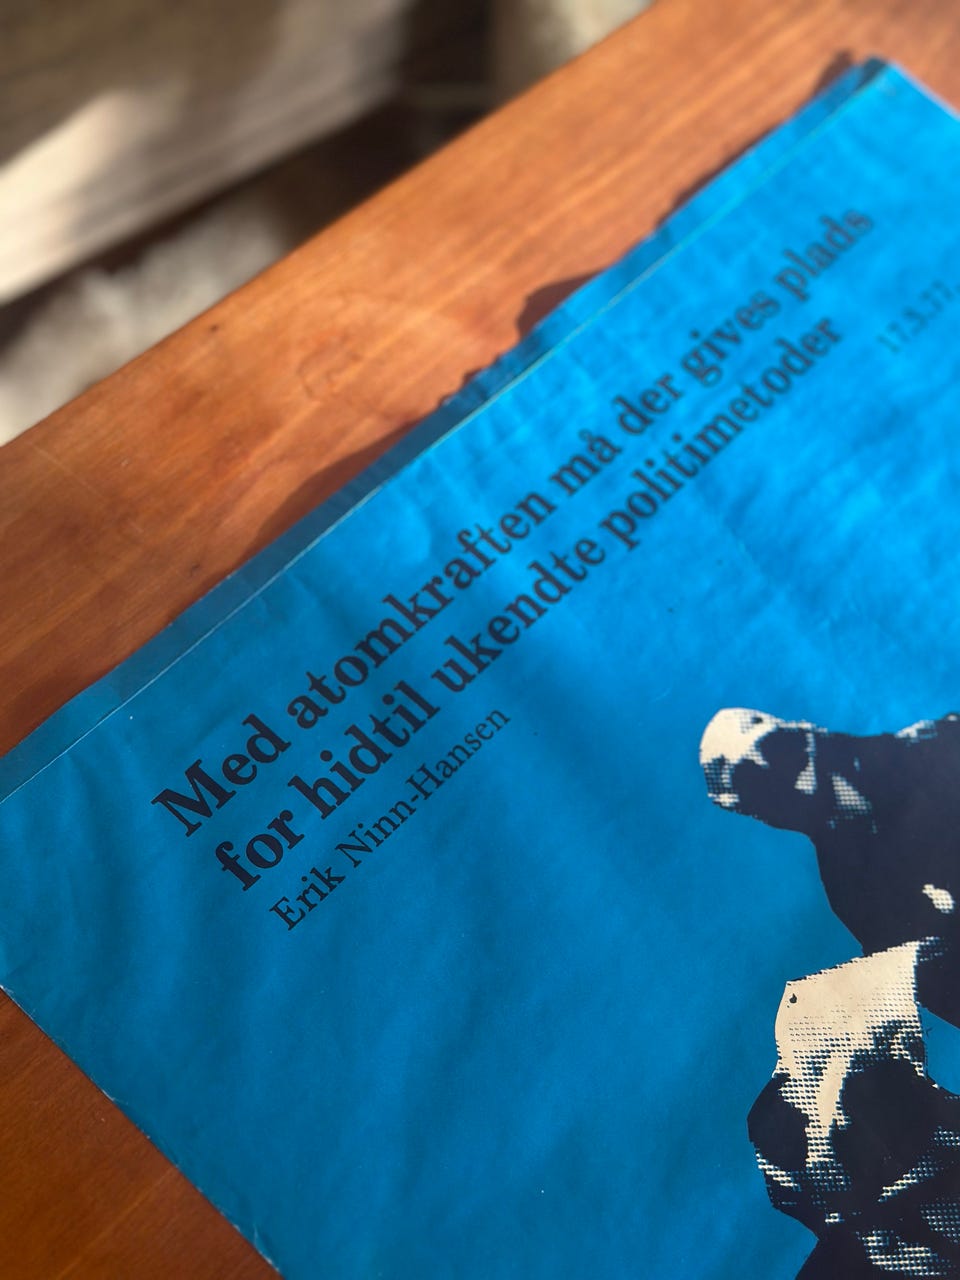 Med atomkraften må der gives plads
for hidtil ukendte politimetoder
Erik Ninn-Hansen